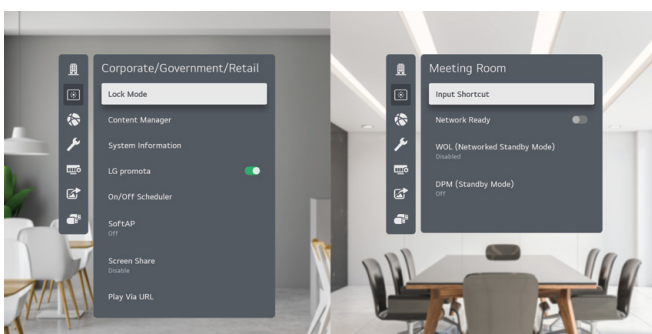 Corporate/Government/Retail
Lock Mode
Content Manager
System Information
LG promota
On/Off Scheduler
SoftAP
Off
Screen Share
Disable
Play Via URL
Meeting Room
Input Shortcut
Network Ready
WOL (Networked Standby Mode)
Disabled
DPM (Standby Mode)
Off